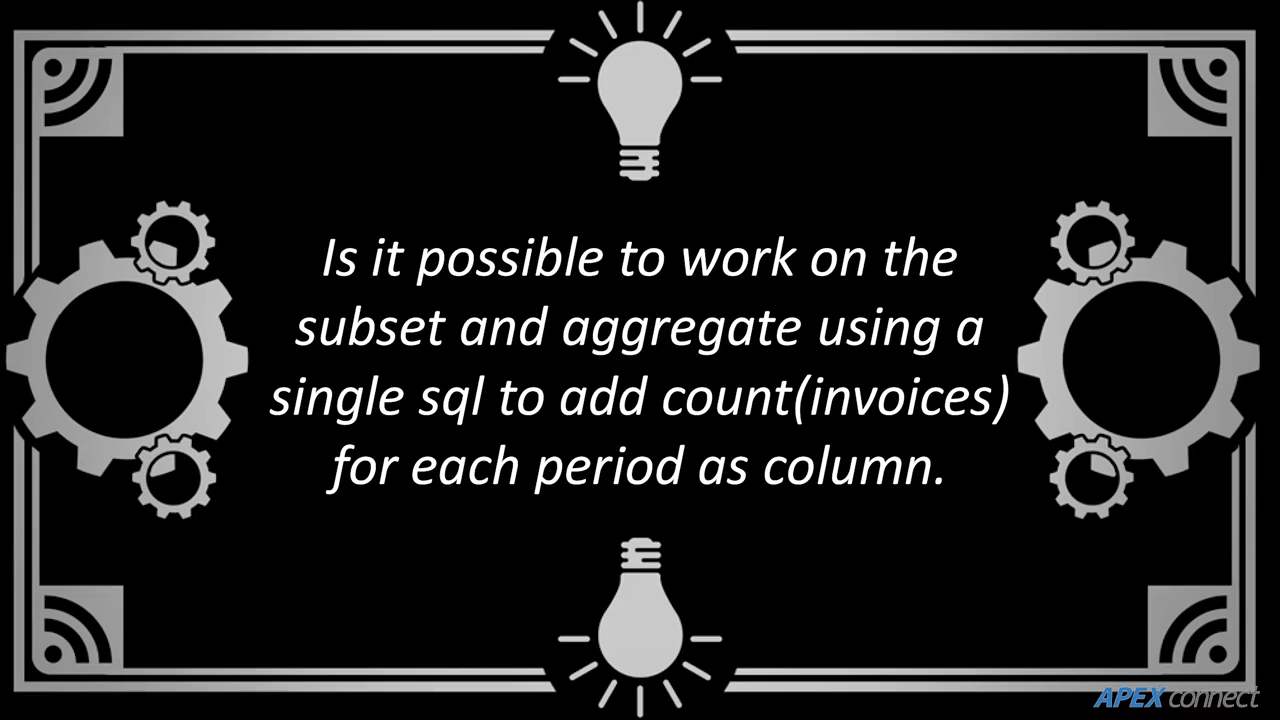 Is it possible to work on the
subset and aggregate using a
single sql to add count(invoices)
for each period as column.
APEX connect